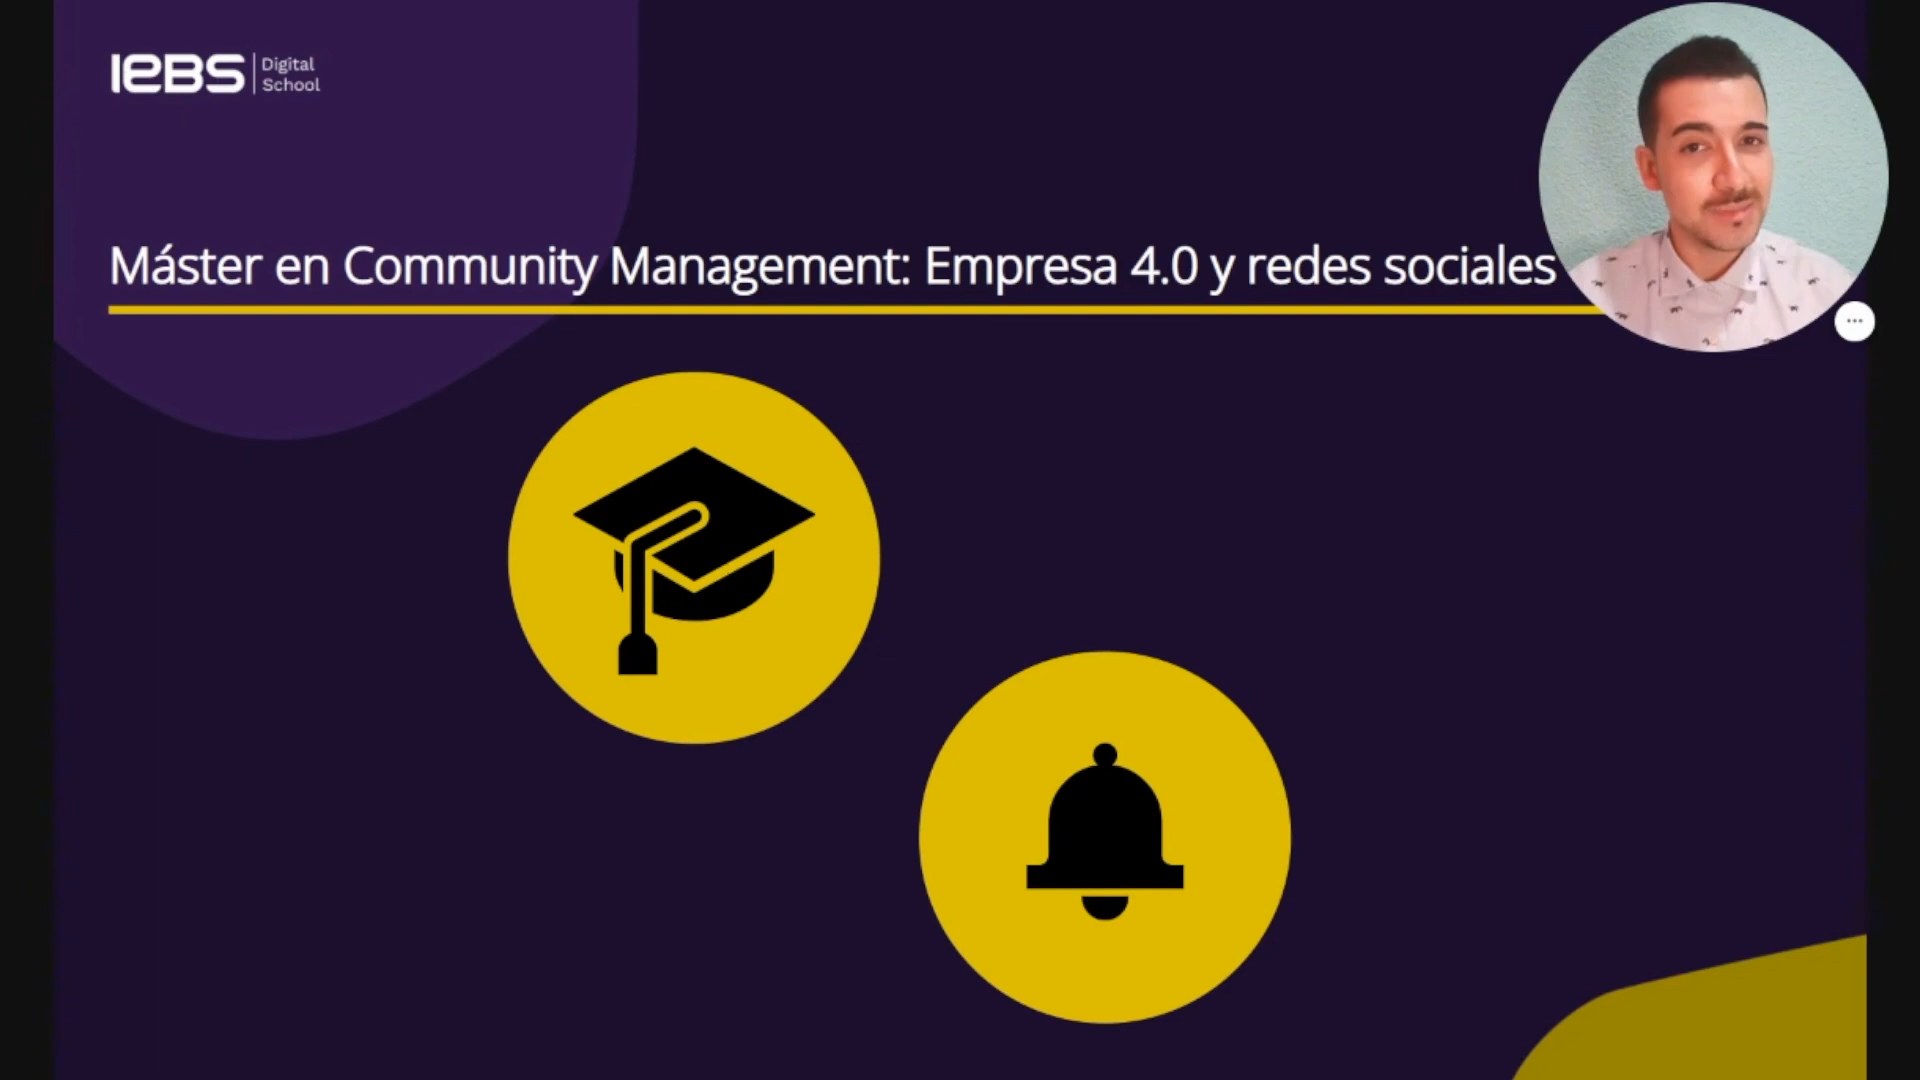 IEBS
Digital
School
Máster en Community Management: Empresa 4.0 y redes sociales